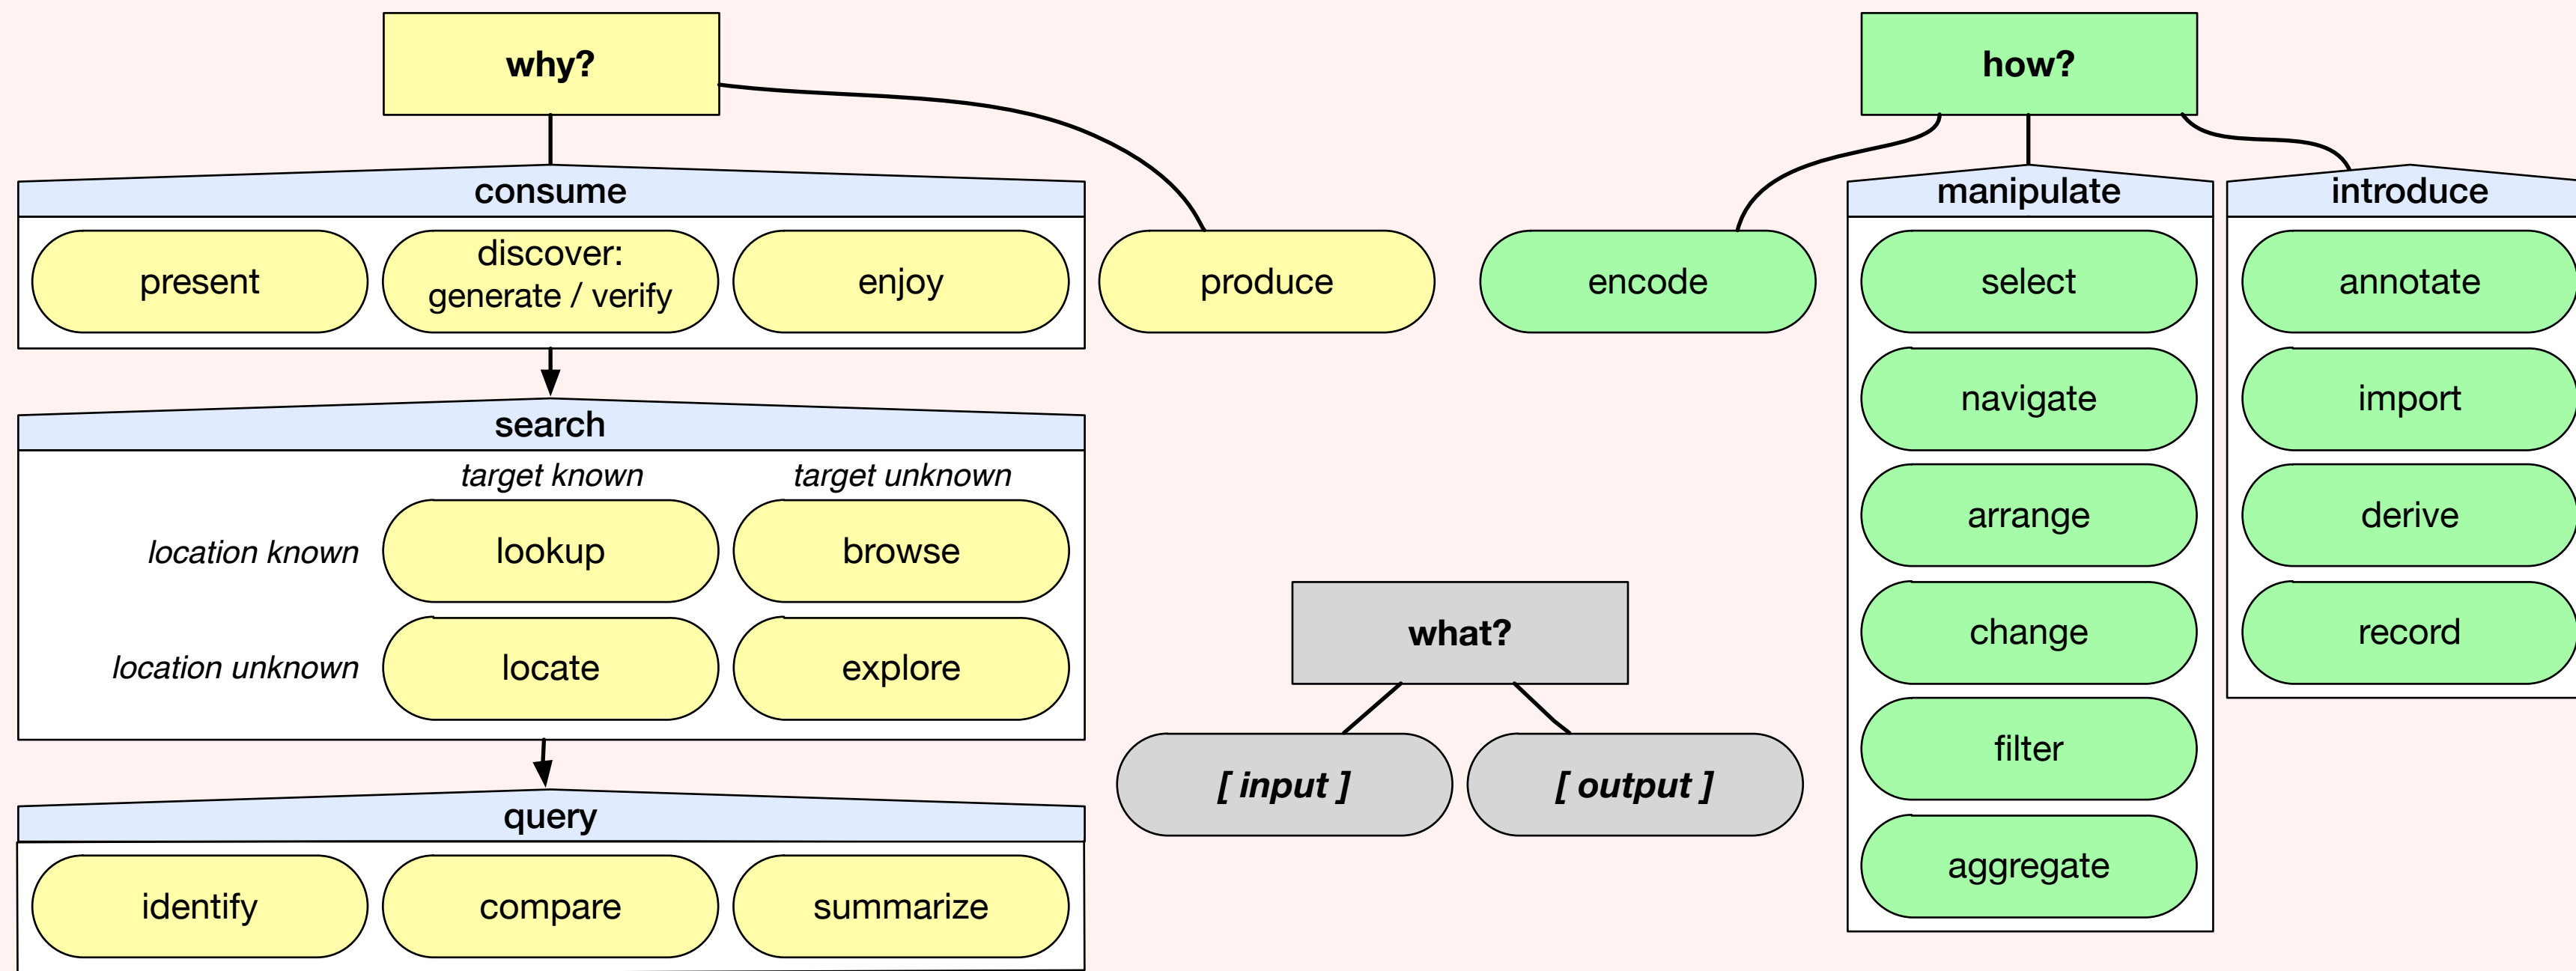 why?
consume
present
discover:
generate / verify
enjoy
produce
search
target known
target unknown
location known
lookup
browse
location unknown
locate
explore
query
identify
compare
summarize
what?
[ input ]
[ output ]
how?
encode
manipulate
select
navigate
arrange
change
filter
aggregate
introduce
annotate
import
derive
record